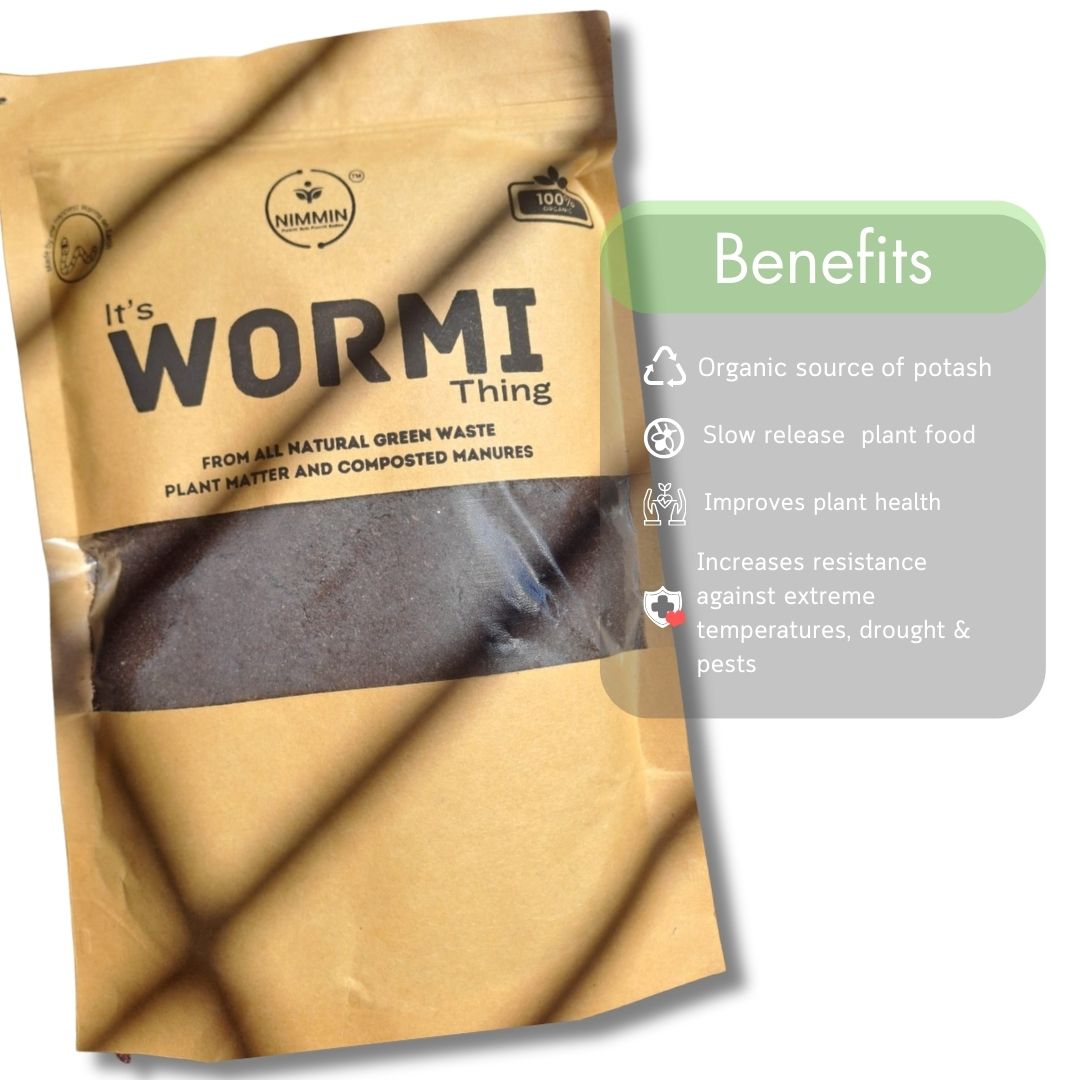 NIMMIN
TM
100%
ORGANIC
It's
WORMI
Thing
FROM ALL NATURAL GREEN WASTE
PLANT MATTER AND COMPOSTED MANURES
Benefits
Organic source of potash
Slow release plant food
Improves plant health
Increases resistance
against extreme
temperatures, drought &
pests